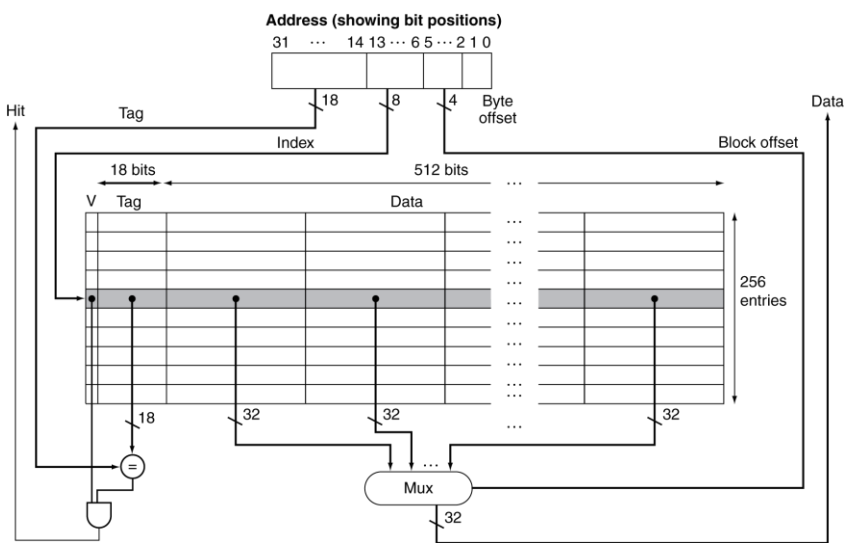 Address (showing bit positions)
31 ··· 14 13 ··· 6 5 ··· 2 1 0
18 8 4 Byte
offset
Hit
Data
Tag
Index
Block offset
18 bits
512 bits
···
V Tag
Data
···
···
···
···
···
256
entries
···
···
···
···
···
18
32
32
···
32
=
···
Mux
32